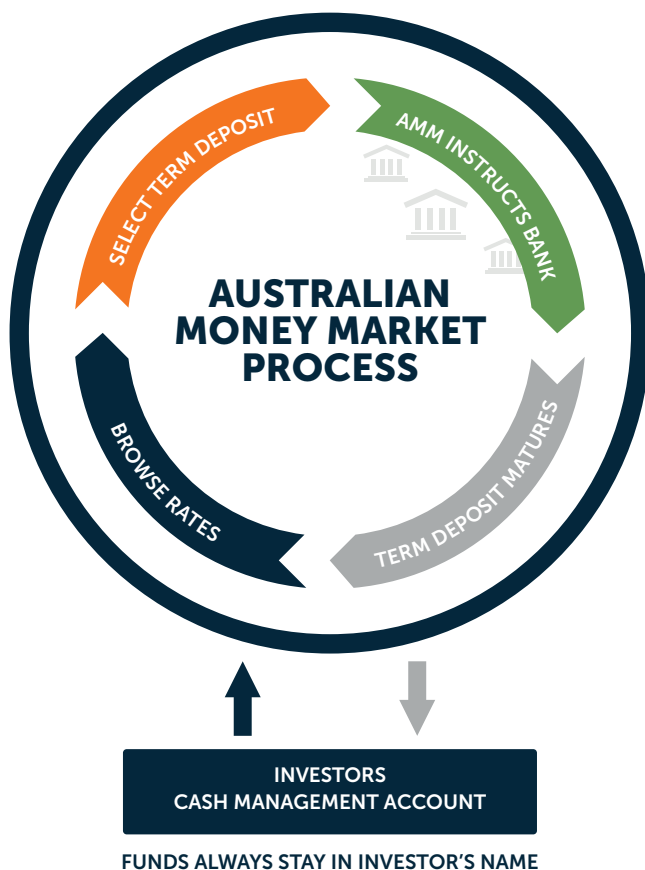 SELECT TERM DEPOSIT
AMM INSTRUCTS BANK
AUSTRALIAN
MONEY MARKET
PROCESS
BROWSE RATES
TERM DEPOSIT MATURES
INVESTORS
CASH MANAGEMENT ACCOUNT
FUNDS ALWAYS STAY IN INVESTOR’S NAME